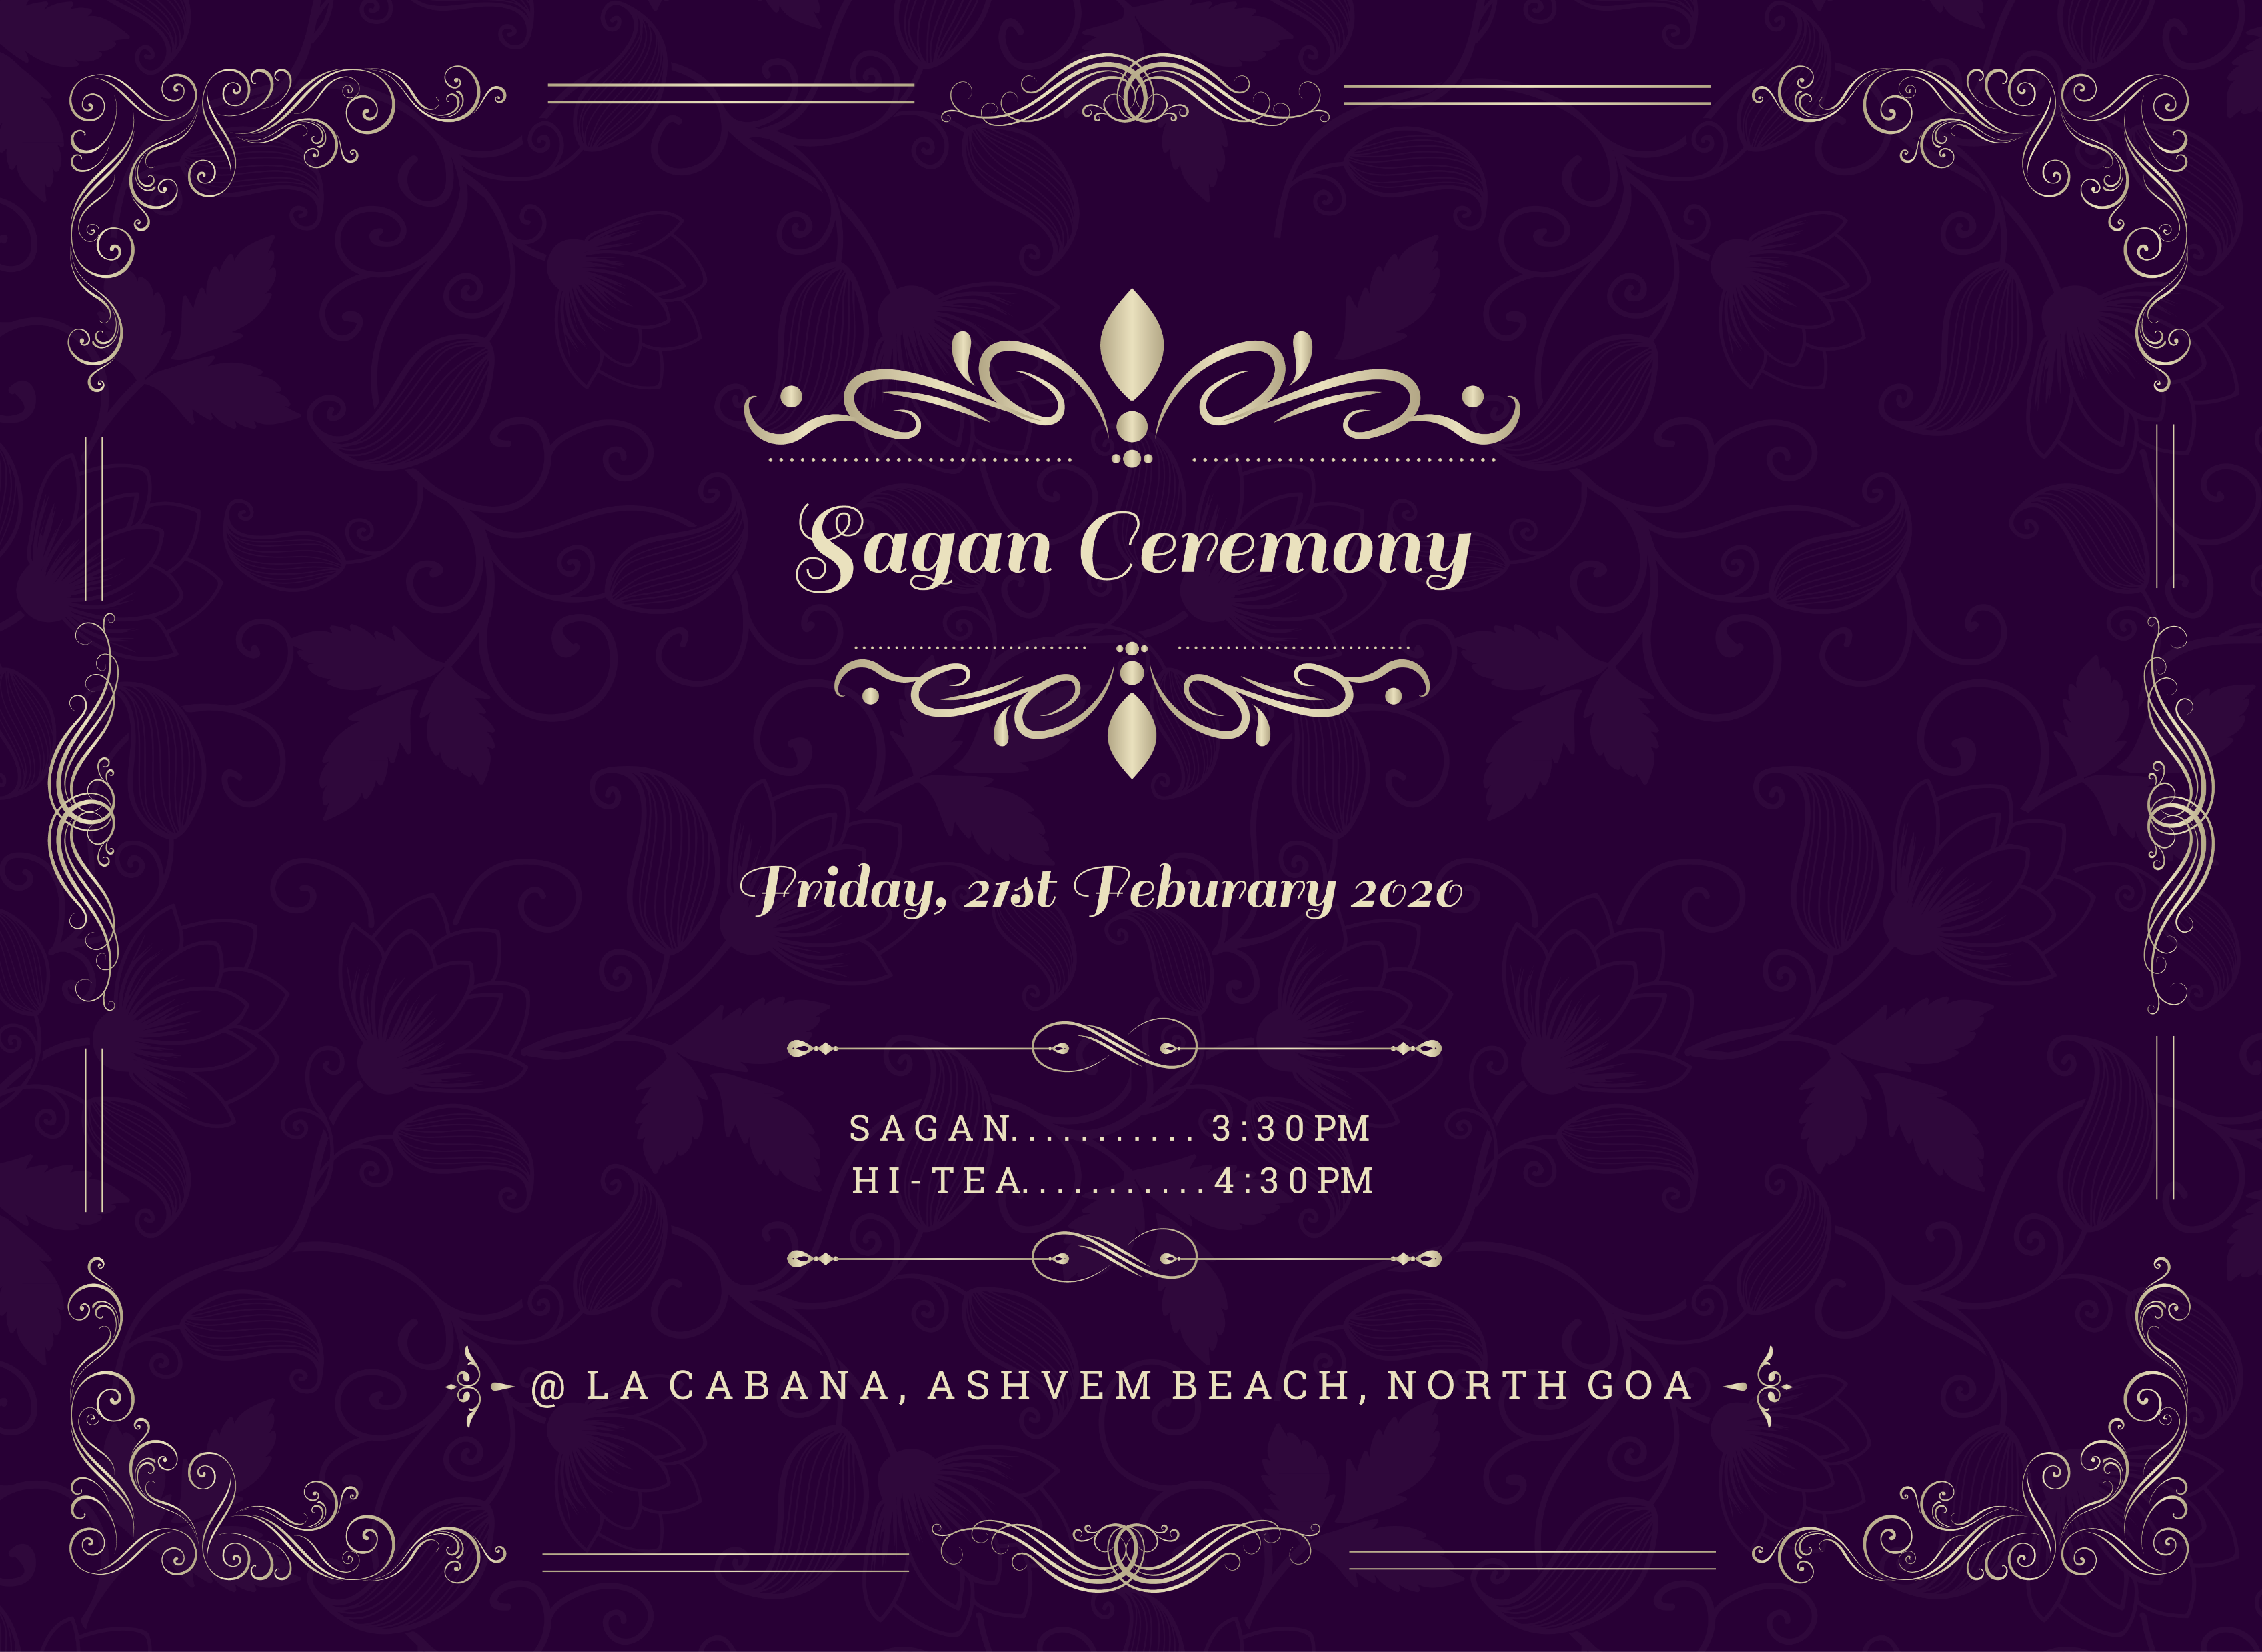 Sagan Ceremony
Friday, 21st Feburary 2020
SAGAN........... 3:30PM
HI-TEA...........4:30PM
@ LA CABANA, ASHVEM BEACH, NORTH GOA